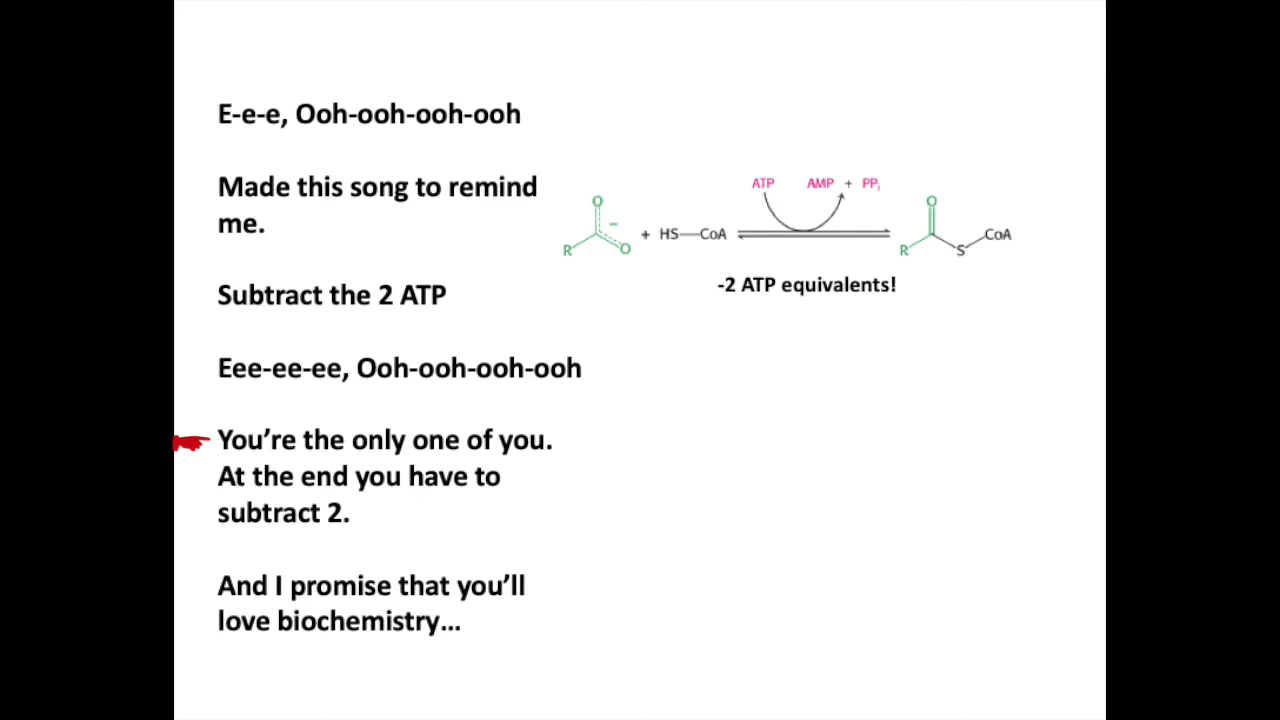 E-e-e, Ooh-ooh-ooh-ooh
Made this song to remind
me.
Subtract the 2 ATP
Eee-ee-ee, Ooh-ooh-ooh-ooh
You’re the only one of you.
At the end you have to
subtract 2.
And I promise that you’ll
love biochemistry…
ATP AMP + PPi
O O
R O − + HS—CoA R S CoA
-2 ATP equivalents!